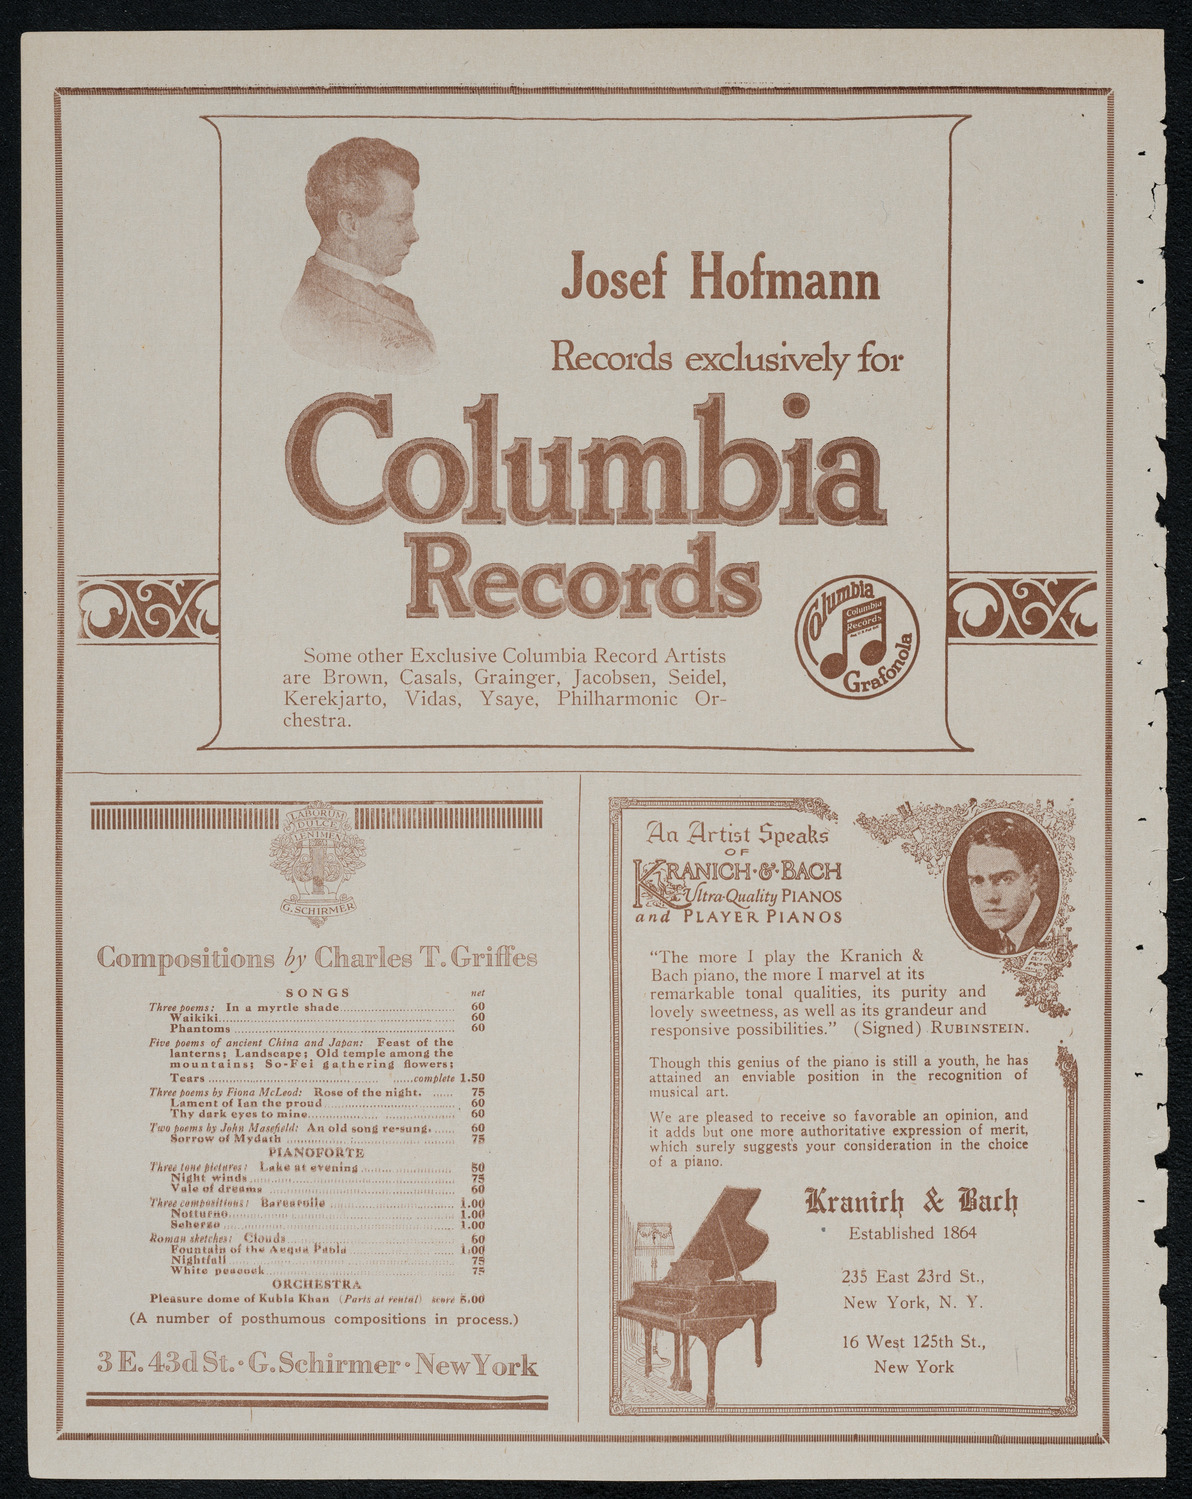 Josef Hofmann
Records exclusively for
Columbia
Records
Columbia
Columbia
Records
Grafonola
Some other Exclusive Columbia Record Artists
are Brown, Casals, Grainger, Jacobsen, Seidel,
Kerekjarto, Vidas, Ysaye, Philharmonic Or-
chestra.
LABORUM
DULCE
LENIMEN
G. SCHIRMER
Compositions by Charles T. Griffes
SONGS net
Three poems: In a myrtle shade 60
Waikiki 60
Phantoms 60
Five poems of ancient China and Japan: Feast of the
lanterns; Landscape; Old temple among the
mountains; So-Fei gathering flowers;
Tears complete 1.50
Three poems by Fiona McLeod: Rose of the night. 75
Lament of Ian the proud 60
Thy dark eyes to mine 60
Two poems by John Masefield: An old song re-sung. 60
Sorrow of Mydath 75
PIANOFORTE
Three tone pictures: Lake at evening 50
Night winds 75
Vale of dreams 60
Three compositions: Barcarolle 1.00
Notturno 1.00
Scherzo 1.00
Roman sketches: Clouds 60
Fountain of the Acqua Paola 1.00
Nightfall 75
White peacock 75
ORCHESTRA
Pleasure dome of Kubla Khan (Parts at rental) score 5.00
(A number of posthumous compositions in process.)
3 E. 43d St. · G. Schirmer · New York
An Artist Speaks
OF
KRANICH · & · BACH
Ultra-Quality PIANOS
and PLAYER PIANOS
"The more I play the Kranich &
Bach piano, the more I marvel at its
remarkable tonal qualities, its purity and
lovely sweetness, as well as its grandeur and
responsive possibilities." (Signed) RUBINSTEIN.
Though this genius of the piano is still a youth, he has
attained an enviable position in the recognition of
musical art.
We are pleased to receive so favorable an opinion, and
it adds but one more authoritative expression of merit,
which surely suggests your consideration in the choice
of a piano.
Kranich & Bach
Established 1864
235 East 23rd St.,
New York, N. Y.
16 West 125th St.,
New York